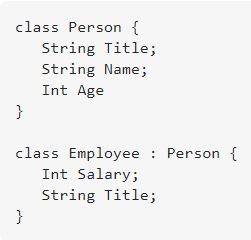 class Person {
   String Title;
   String Name;
   Int Age
}

class Employee : Person {
   Int Salary;
   String Title;
}